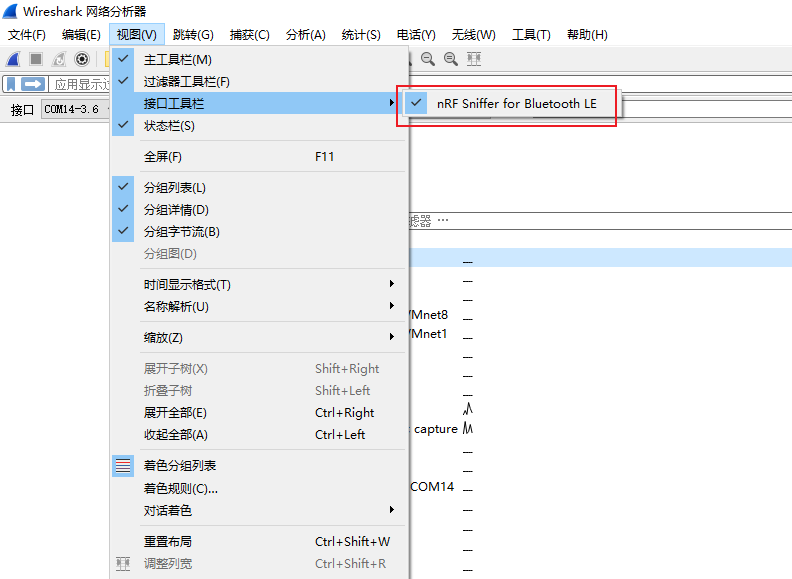 Wireshark 网络分析器
文件(F) 编辑(E) 视图(V) 跳转(G) 捕获(C) 分析(A) 统计(S) 电话(Y) 无线(W) 工具(T) 帮助(H)
主工具栏(M)
应用显示过
过滤器工具栏(F)
接口 COM14-3.6
接口工具栏
nRF Sniffer for Bluetooth LE
状态栏(S)
全屏(F) F11
分组列表(L)
分组详情(D)
分组字节流(B)
滤器 …
分组图(D)
时间显示格式(T)
名称解析(U)
VMnet8
VMnet1
缩放(Z)
展开子树(X) Shift+Right
折叠子树 Shift+Left
展开全部(E) Ctrl+Right
收起全部(A) Ctrl+Left
capture
着色分组列表
着色规则(C)...
COM14
对话着色
重置布局 Ctrl+Shift+W
调整列宽 Ctrl+Shift+R